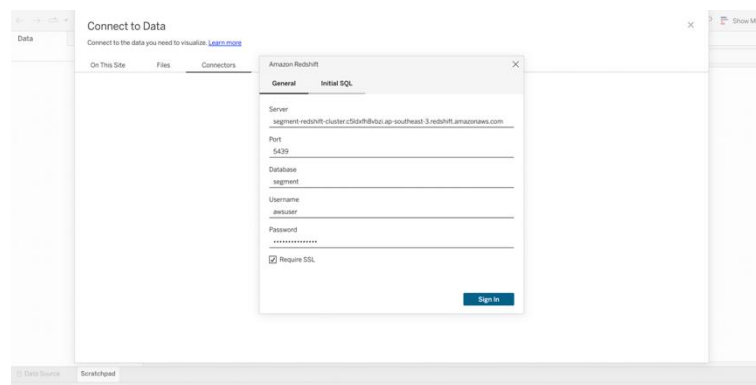 Show M
Data
Connect to Data
Connect to the data you need to visualize. Learn more
On This Site Files Connectors
Amazon Redshift
General Initial SQL
Server
segment-redshift-cluster.c5ldxfh8vbzi.ap-southeast-3.redshift.amazonaws.com
Port
5439
Database
segment
Username
awsuser
Password
Require SSL
Sign In
Data Source Scratchpad